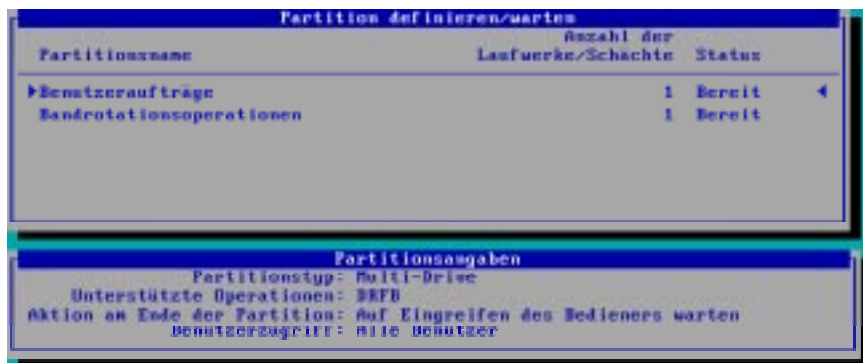 Partition definieren/warten
Anzahl der
Partitionsname Laufwerke/Schächte Status
Benutzeraufträge 1 Bereit
Bandrotationsoperationen 1 Bereit
Partitionsangaben
Partitionstyp: Multi-Drive
Unterstützte Operationen: DRFB
Aktion am Ende der Partition: Auf Eingreifen des Bedieners warten
Benutzerzugriff: Alle Benutzer